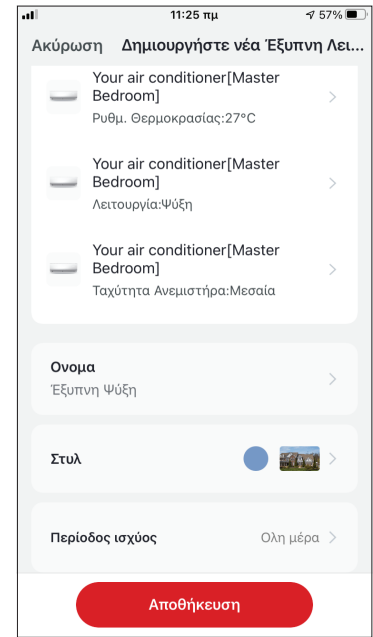 11:25 πμ
57%
Ακύρωση Δημιουργήστε νέα Έξυπνη Λει...
Your air conditioner[Master
Bedroom]
Ρυθμ. Θερμοκρασίας:27°C
Your air conditioner[Master
Bedroom]
Λειτουργία:Ψύξη
Your air conditioner[Master
Bedroom]
Ταχύτητα Ανεμιστήρα:Μεσαία
Ονομα
Έξυπνη Ψύξη
Στυλ
Περίοδος ισχύος Ολη μέρα
Αποθήκευση